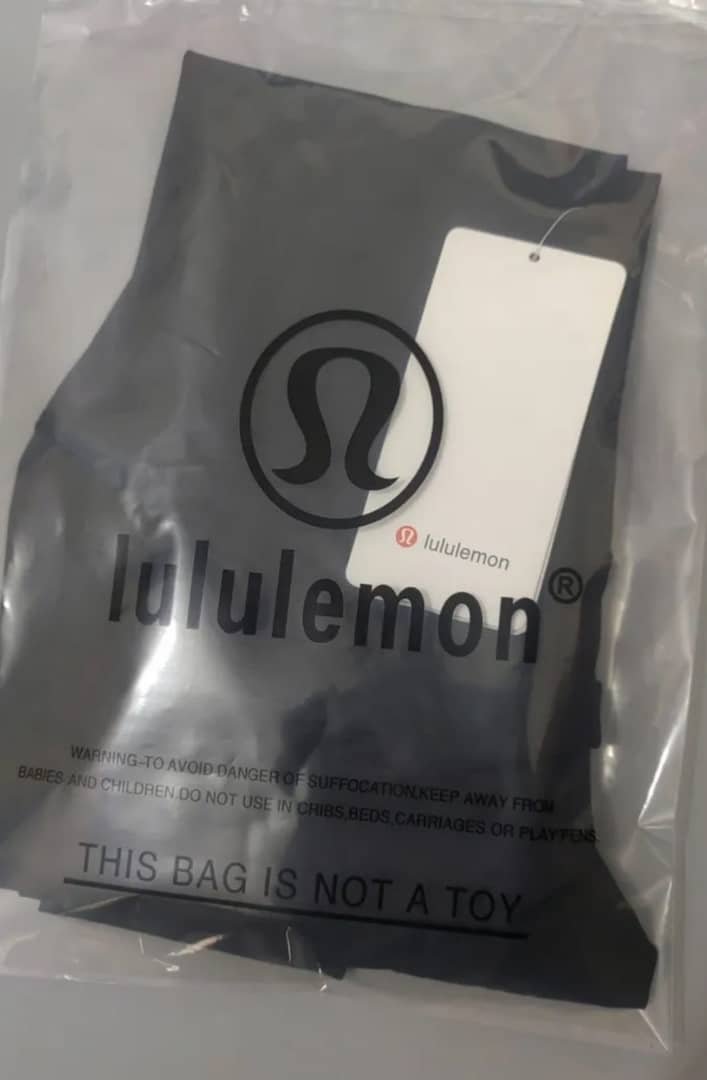 lululemon
lululemon®
WARNING-TO AVOID DANGER OF SUFFOCATION,KEEP AWAY FROM
BABIES AND CHILDREN.DO NOT USE IN CRIBS,BEDS,CARRIAGES OR PLAYPENS.
THIS BAG IS NOT A TOY